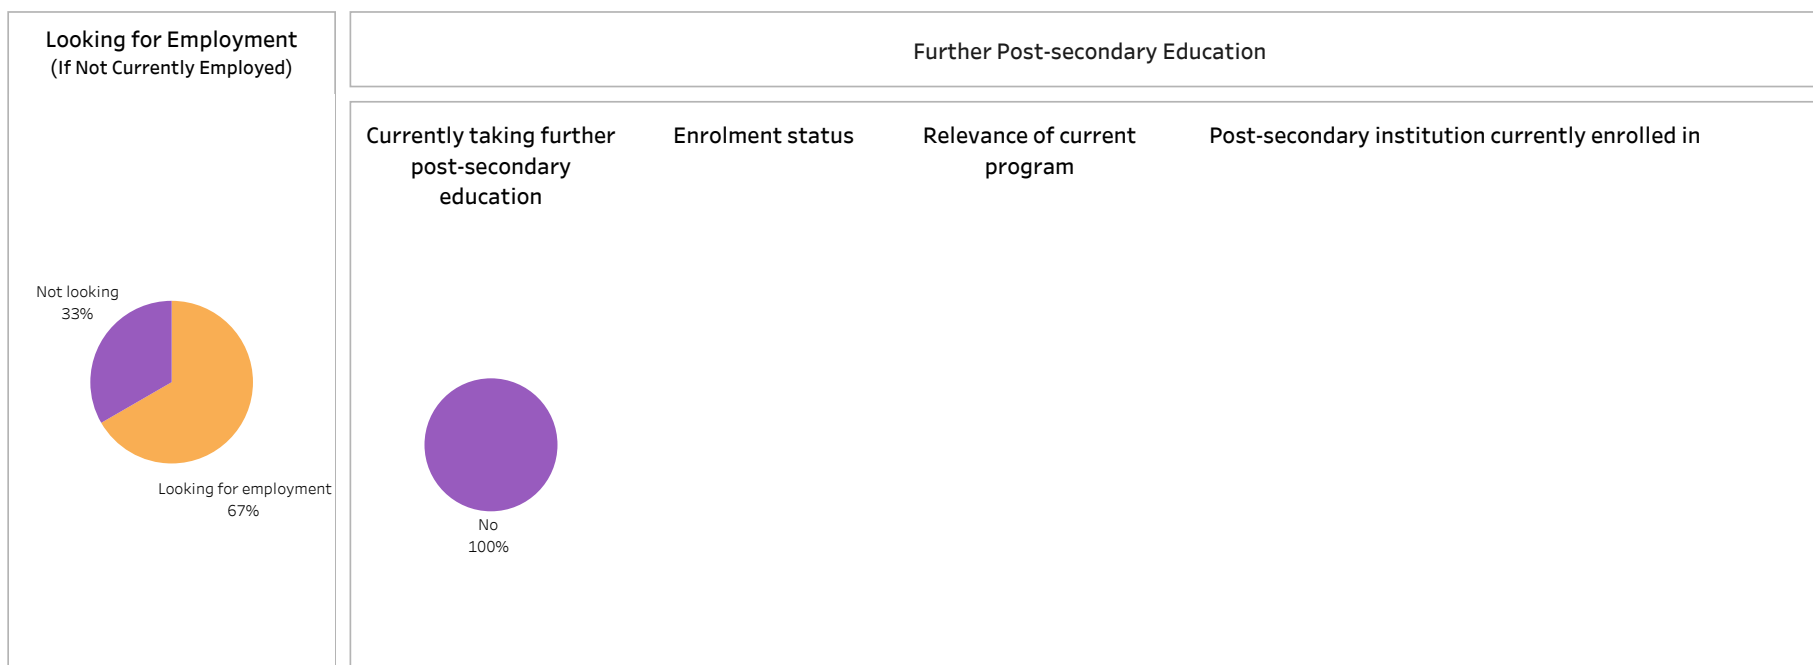 Looking for Employment
(If Not Currently Employed)
Not looking
33%
Looking for employment
67%
Further Post-secondary Education
Currently taking further
post-secondary
education
No
100%
Enrolment status
Relevance of current
program
Post-secondary institution currently enrolled in